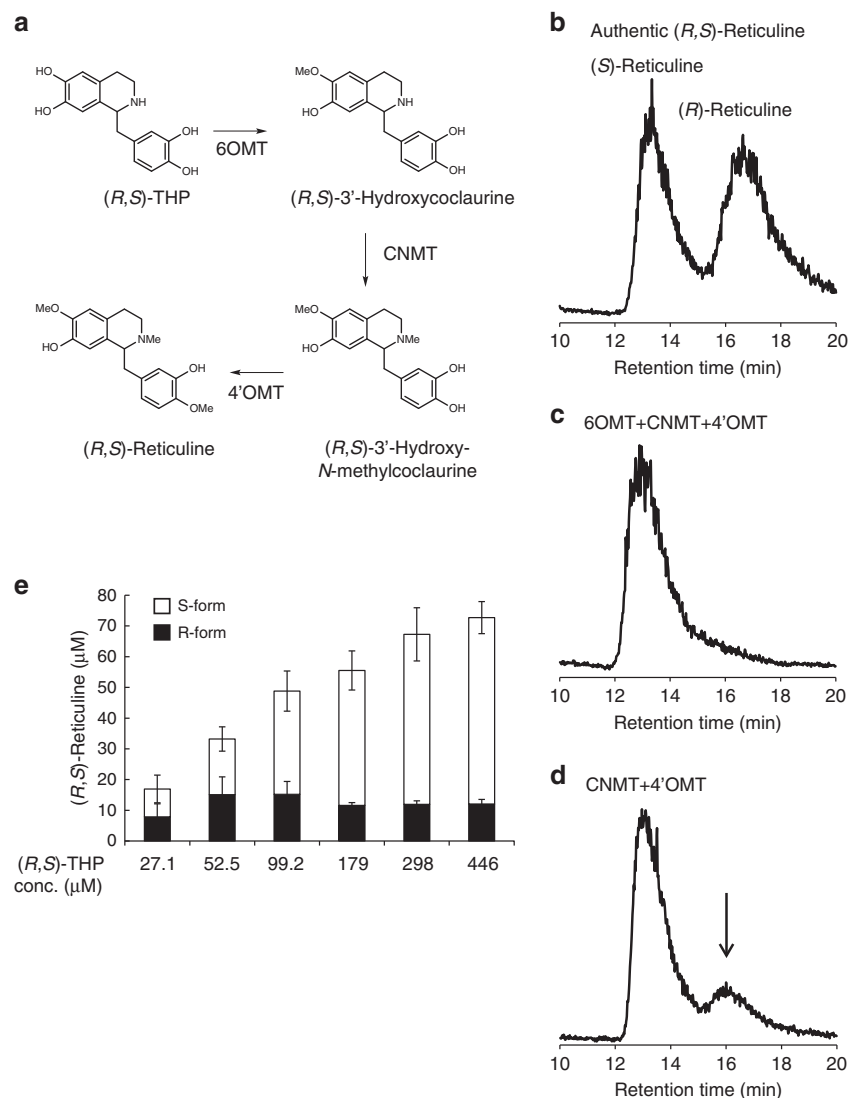 a
HO
HO
NH
OH
OH
(R,S)-THP
6OMT
MeO
HO
NH
OH
OH
(R,S)-3'-Hydroxycoclaurine
CNMT
MeO
HO
NMe
OH
OH
(R,S)-3'-Hydroxy-
N-methylcoclaurine
4'OMT
MeO
HO
NMe
OH
OMe
(R,S)-Reticuline
b
Authentic (R,S)-Reticuline
(S)-Reticuline
(R)-Reticuline
10 12 14 16 18 20
Retention time (min)
c
6OMT+CNMT+4'OMT
10 12 14 16 18 20
Retention time (min)
d
CNMT+4'OMT
10 12 14 16 18 20
Retention time (min)
e
(R,S)-Reticuline (µM)
80
70
60
50
40
30
20
10
0
S-form
R-form
(R,S)-THP
conc. (µM)
27.1 52.5 99.2 179 298 446